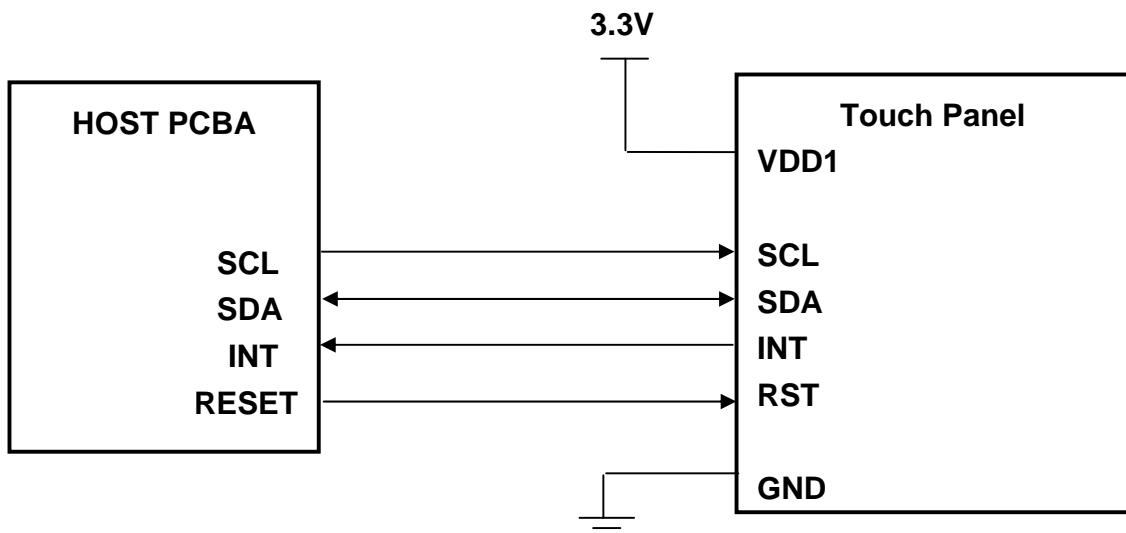 3.3V
HOST PCBA
SCL
SDA
INT
RESET
Touch Panel
VDD1
SCL
SDA
INT
RST
GND